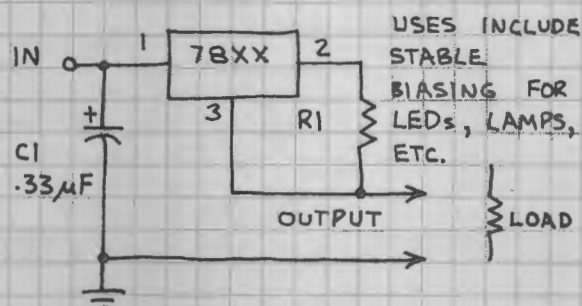 USES INCLUDE
STABLE
BIASING FOR
LEDs, LAMPS,
ETC.
IN
1
78XX
2
3
R1
+
C1
.33µF
OUTPUT
LOAD